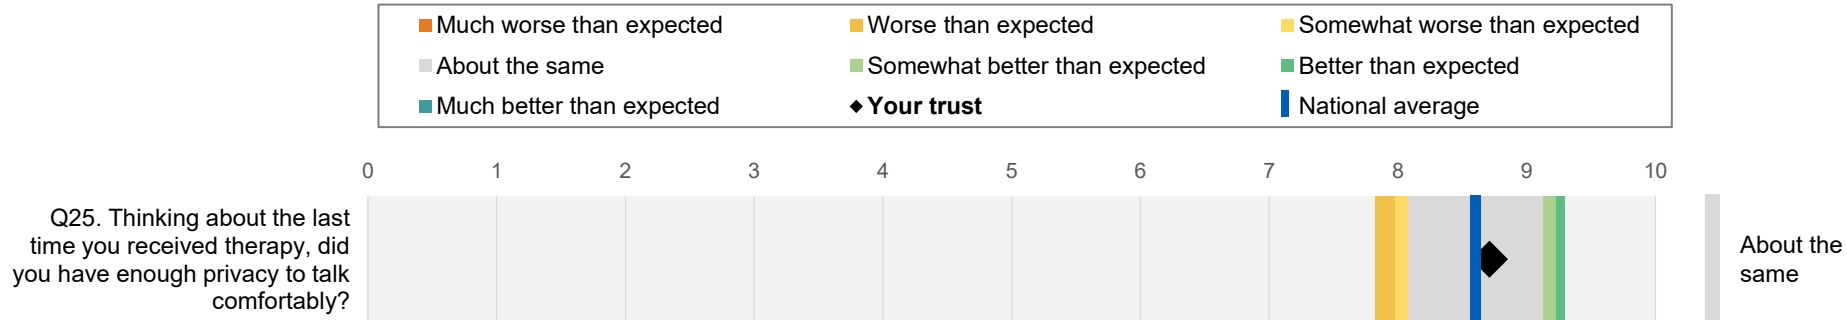 Much worse than expected
Worse than expected
Somewhat worse than expected
About the same
Somewhat better than expected
Better than expected
Much better than expected
Your trust
National average
0 1 2 3 4 5 6 7 8 9 10
Q25. Thinking about the last
time you received therapy, did
you have enough privacy to talk
comfortably?
About the
same